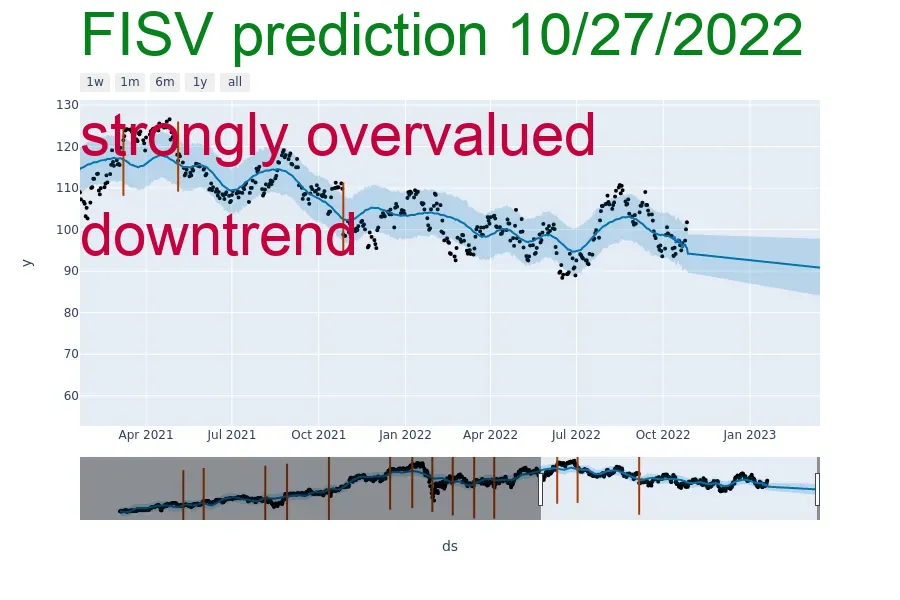 FISV prediction 10/27/2022
1w 1m 6m 1y all
strongly overvalued
downtrend
130
120
110
100
90
80
70
60
y
Apr 2021 Jul 2021 Oct 2021 Jan 2022 Apr 2022 Jul 2022 Oct 2022 Jan 2023
ds